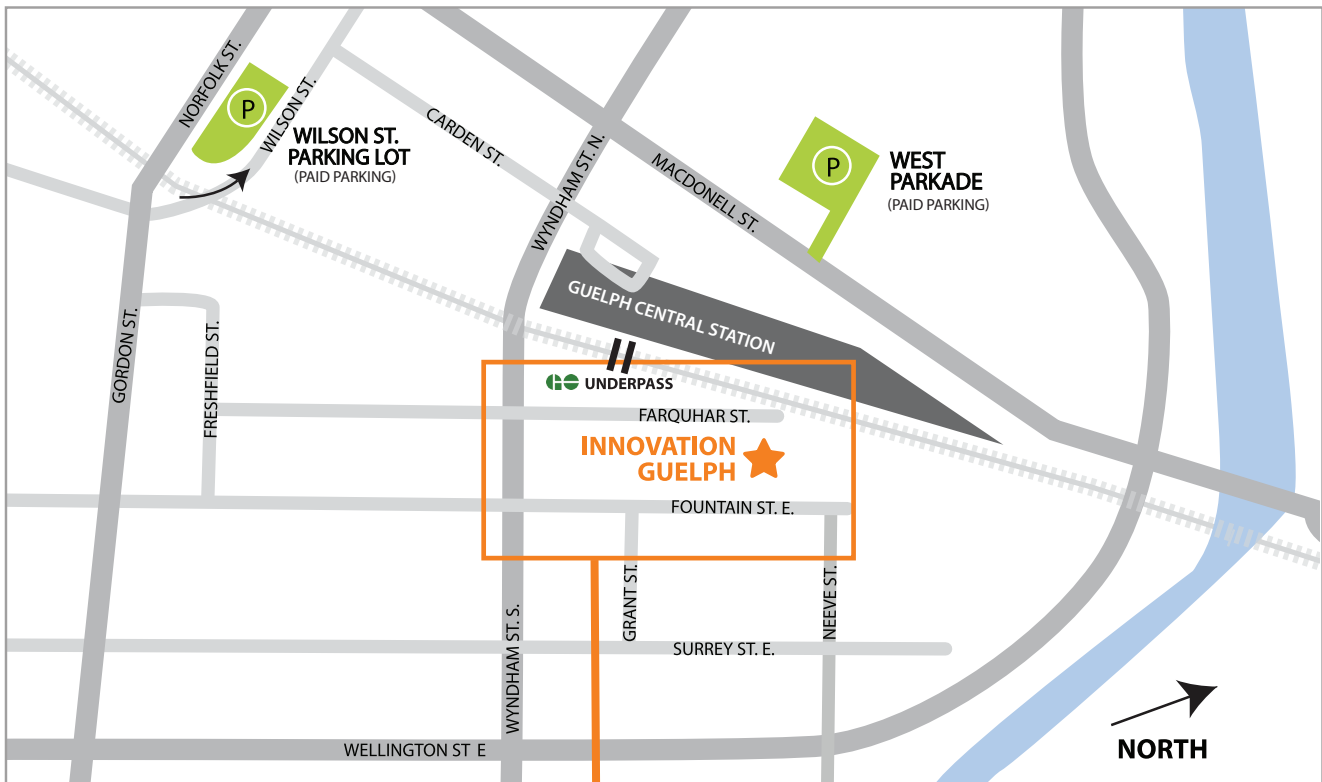 NORFOLK ST.
P
WILSON ST.
WILSON ST.
PARKING LOT
(PAID PARKING)
CARDEN ST.
WYNDHAM ST. N.
MACDONELL ST.
P
WEST
PARKADE
(PAID PARKING)
GUELPH CENTRAL STATION
GORDON ST.
FRESHFIELD ST.
GO UNDERPASS
FARQUHAR ST.
INNOVATION
GUELPH
FOUNTAIN ST. E.
GRANT ST.
NEEVE ST.
WYNDHAM ST. S.
SURREY ST. E.
WELLINGTON ST E
NORTH